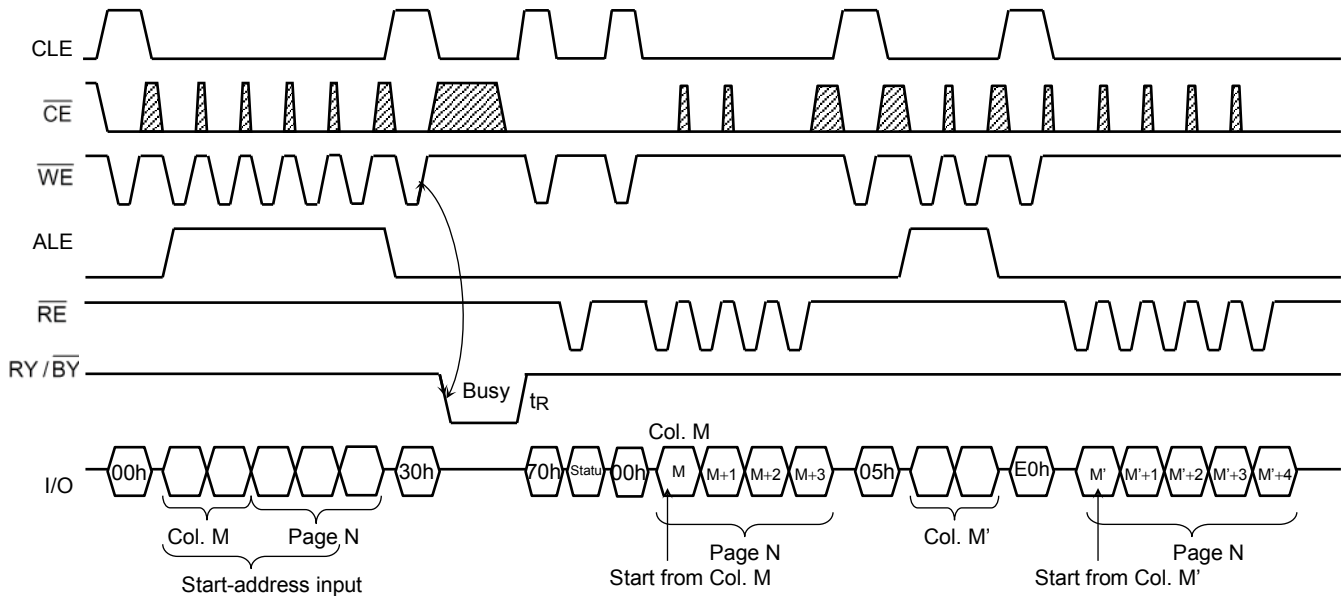 CLE
CE
WE
ALE
RE
RY / BY
Busy
tR
Col. M
I/O
00h
30h
70h
Statu
00h
M
M+1
M+2
M+3
05h
E0h
M'
M'+1
M'+2
M'+3
M'+4
Col. M
Page N
Start-address input
Page N
Start from Col. M
Col. M'
Page N
Start from Col. M'